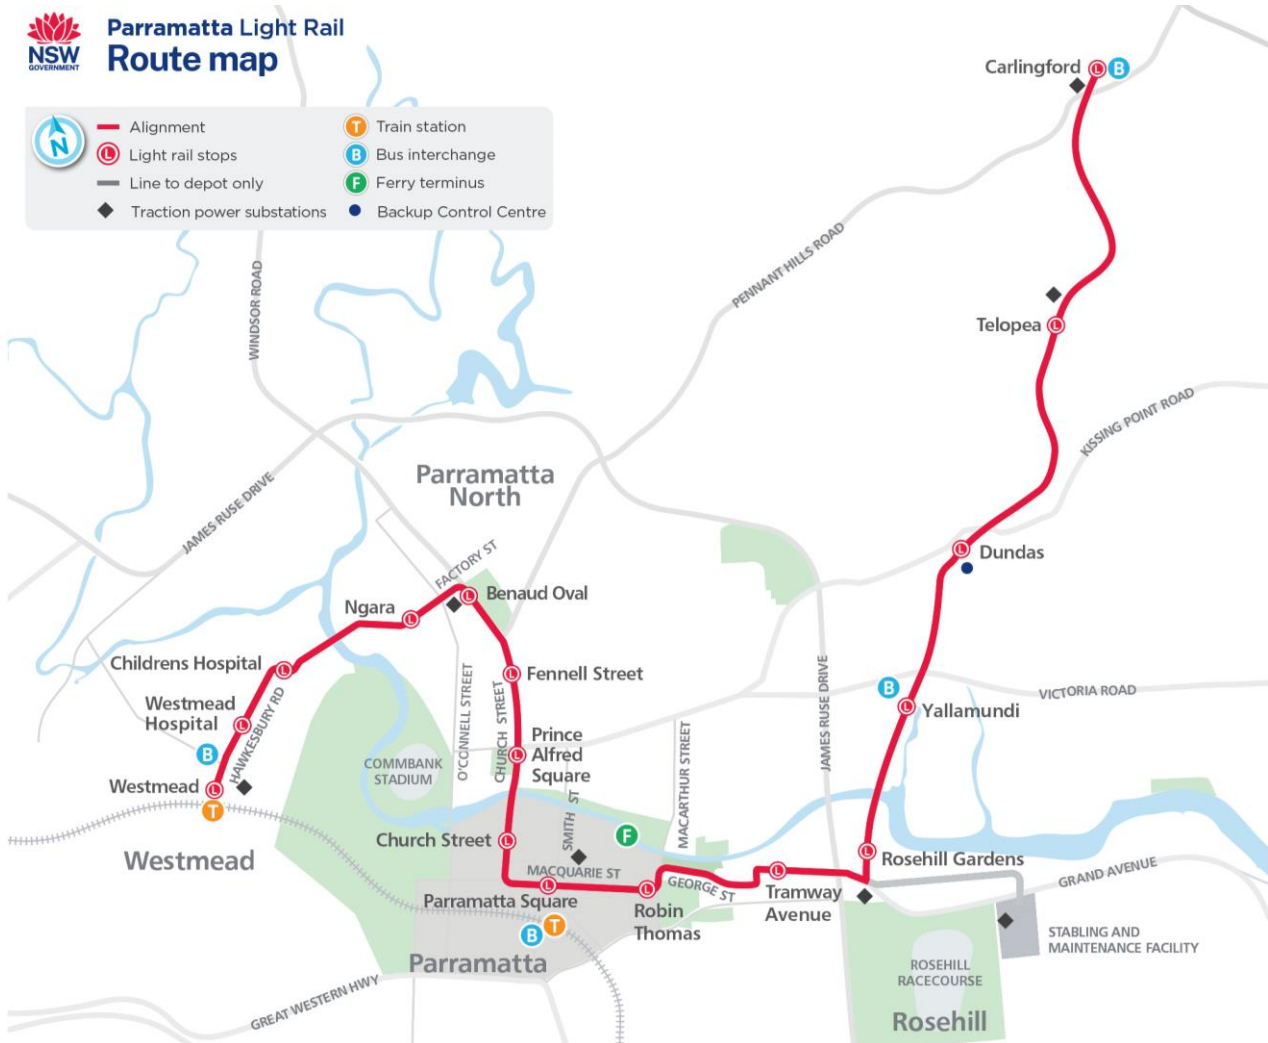 Parramatta Light Rail
Route map
NSW
GOVERNMENT
N
Alignment
L Light rail stops
Line to depot only
Traction power substations
T Train station
B Bus interchange
F Ferry terminus
Backup Control Centre
Carlingford
L
B
WINDSOR ROAD
PENNANT HILLS ROAD
Telopea
L
KISSING POINT ROAD
JAMES RUSE DRIVE
Parramatta
North
FACTORY ST
L
Dundas
Ngara
L
L
Benaud Oval
Childrens Hospital
L
L
Fennell Street
Westmead
Hospital
L
HAWKESBURY RD
O'CONNELL STREET
CHURCH STREET
JAMES RUSE DRIVE
B
L
Yallamundi
VICTORIA ROAD
B
L
Prince
Alfred
Square
MACARTHUR STREET
COMMBANK
STADIUM
Westmead
L
T
Westmead
SMITH ST
F
Church Street
L
MACQUARIE ST
L
Rosehill Gardens
Parramatta Square
L
L
Robin
Thomas
GEORGE ST
L
Tramway
Avenue
GRAND AVENUE
B
T
Parramatta
STABLING AND
MAINTENANCE FACILITY
ROSEHILL
RACECOURSE
GREAT WESTERN HWY
Rosehill